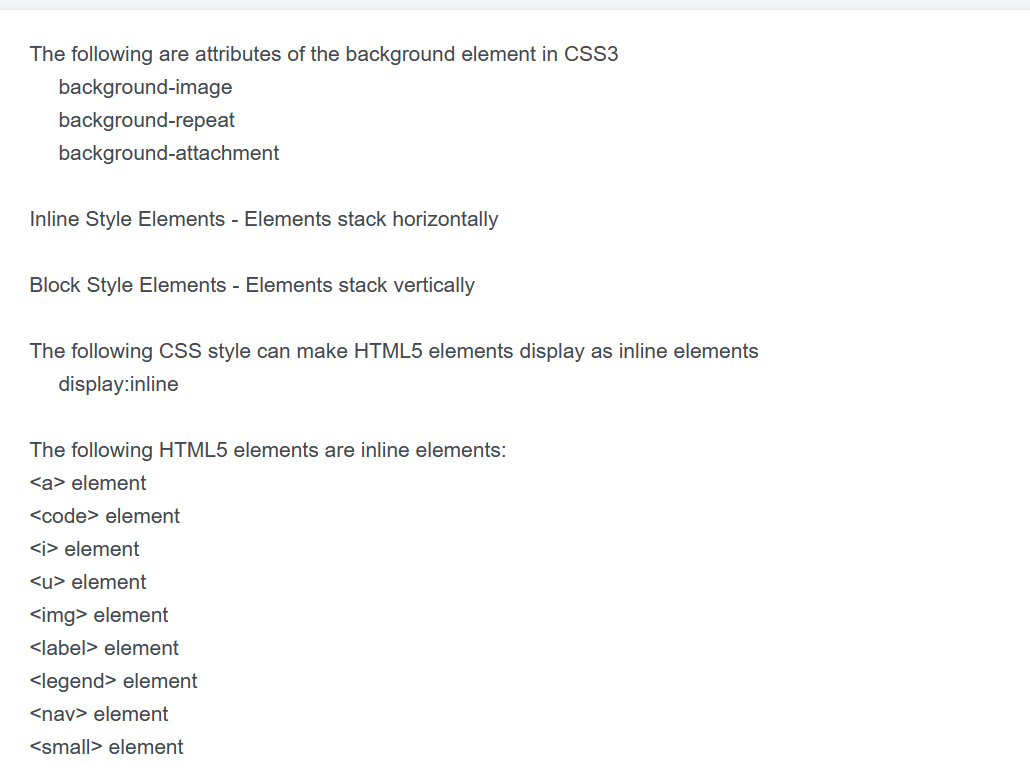 The following are attributes of the background element in CSS3
background-image
background-repeat
background-attachment
Inline Style Elements - Elements stack horizontally
Block Style Elements - Elements stack vertically
The following CSS style can make HTML5 elements display as inline elements
display:inline
The following HTML5 elements are inline elements:
<a> element
<code> element
<i> element
<u> element
<img> element
<label> element
<legend> element
<nav> element
<small> element